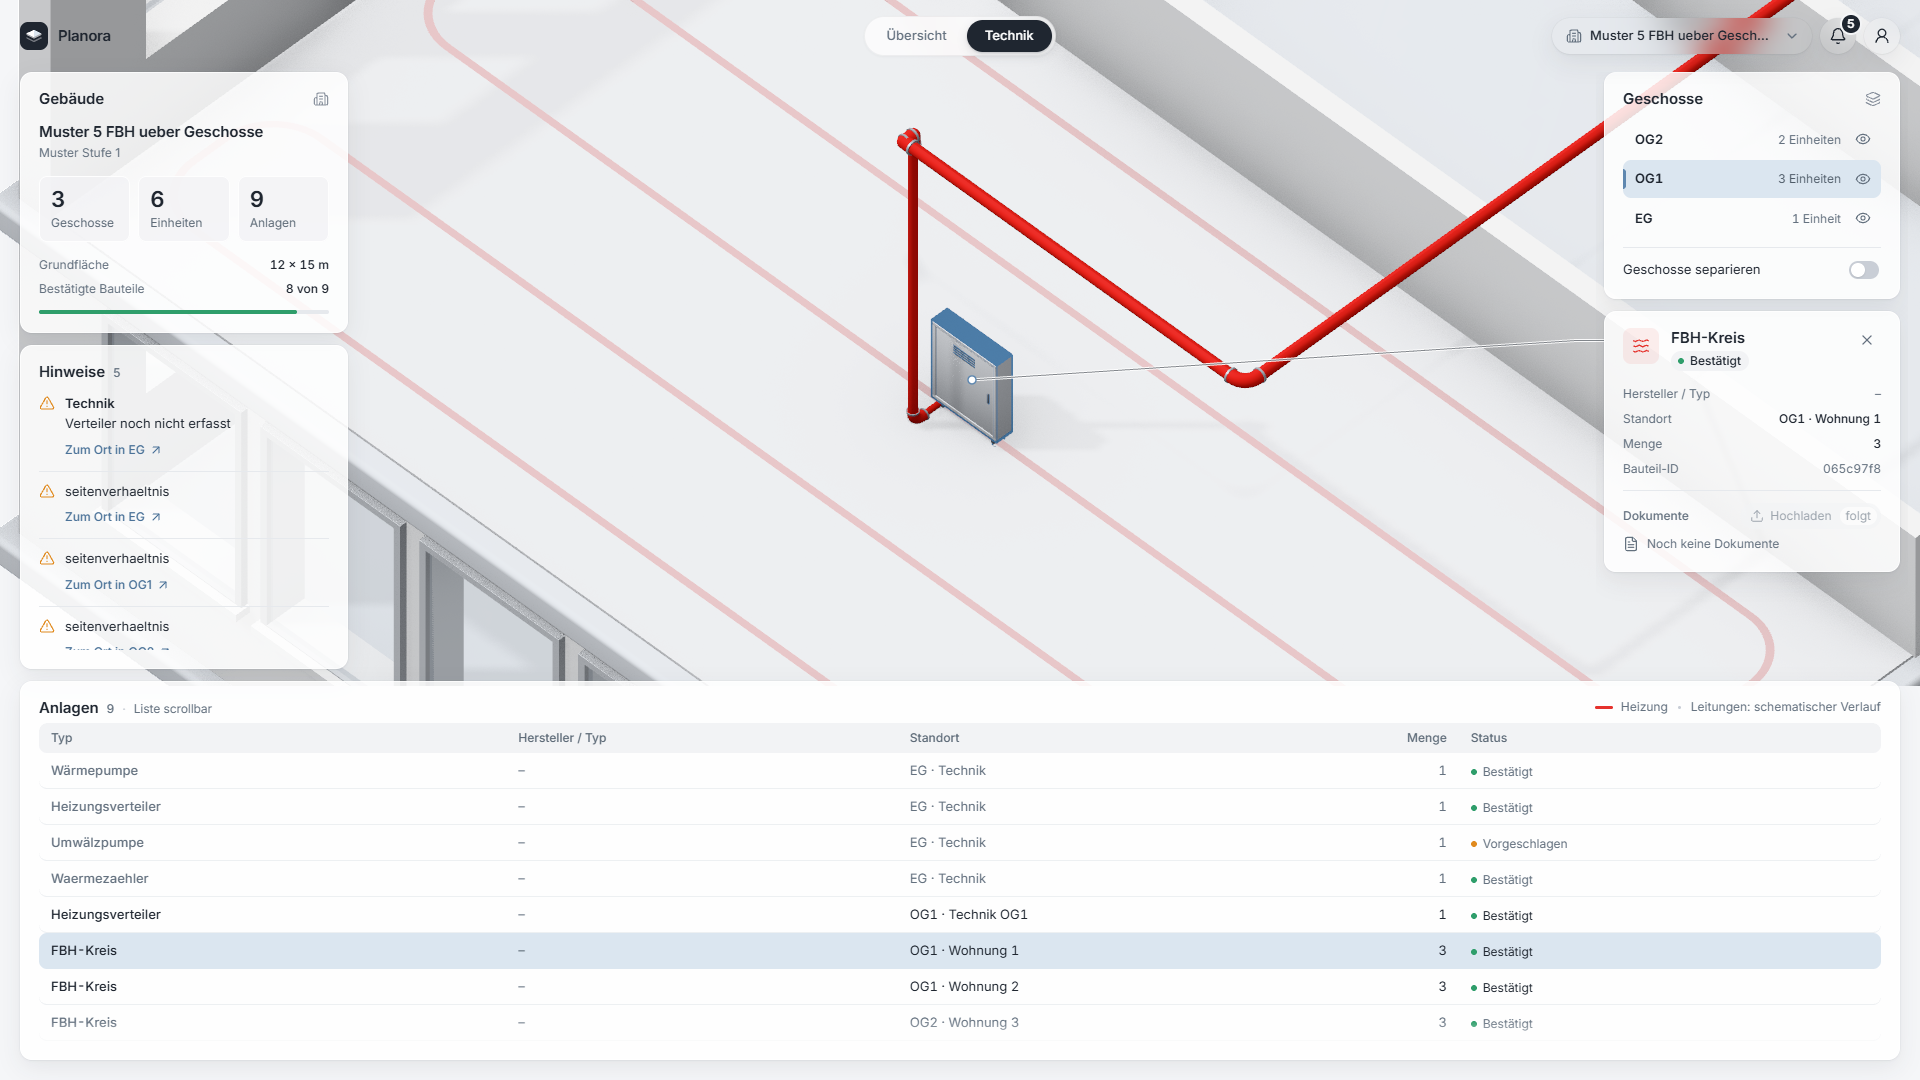 Planora
Übersicht
Technik
Muster 5 FBH ueber Gesch...
5
Gebäude
Muster 5 FBH ueber Geschosse
Muster Stufe 1
3 6 9
Geschosse Einheiten Anlagen
Grundfläche 12 × 15 m
Bestätigte Bauteile 8 von 9
Hinweise 5
Technik
Verteiler noch nicht erfasst
Zum Ort in EG
seitenverhaeltnis
Zum Ort in EG
seitenverhaeltnis
Zum Ort in OG1
seitenverhaeltnis
Geschosse
OG2 2 Einheiten
OG1 3 Einheiten
EG 1 Einheit
Geschosse separieren
FBH-Kreis
Bestätigt
Hersteller / Typ –
Standort OG1 · Wohnung 1
Menge 3
Bauteil-ID 065c97f8
Dokumente Hochladen folgt
Noch keine Dokumente
Anlagen 9 · Liste scrollbar
Heizung • Leitungen: schematischer Verlauf
Typ Hersteller / Typ Standort Menge Status
Wärmepumpe – EG · Technik 1 Bestätigt
Heizungsverteiler – EG · Technik 1 Bestätigt
Umwälzpumpe – EG · Technik 1 Vorgeschlagen
Waermezaehler – EG · Technik 1 Bestätigt
Heizungsverteiler – OG1 · Technik OG1 1 Bestätigt
FBH-Kreis – OG1 · Wohnung 1 3 Bestätigt
FBH-Kreis – OG1 · Wohnung 2 3 Bestätigt
FBH-Kreis – OG2 · Wohnung 3 3 Bestätigt